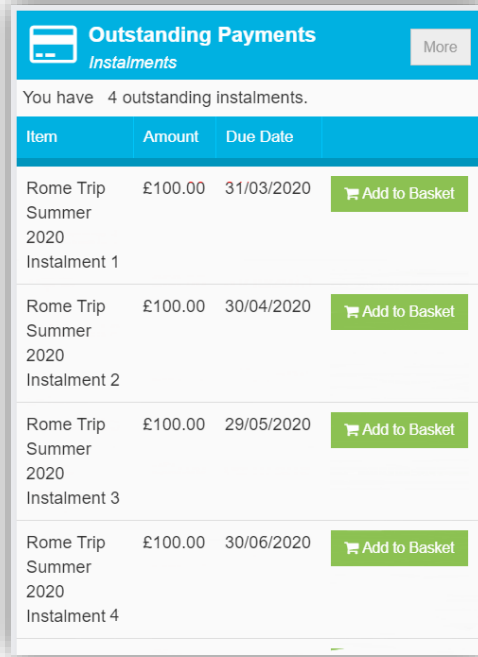 Outstanding Payments
Instalments
More
You have 4 outstanding instalments.
Item Amount Due Date
Rome Trip £100.00 31/03/2020 Add to Basket
Summer
2020
Instalment 1
Rome Trip £100.00 30/04/2020 Add to Basket
Summer
2020
Instalment 2
Rome Trip £100.00 29/05/2020 Add to Basket
Summer
2020
Instalment 3
Rome Trip £100.00 30/06/2020 Add to Basket
Summer
2020
Instalment 4